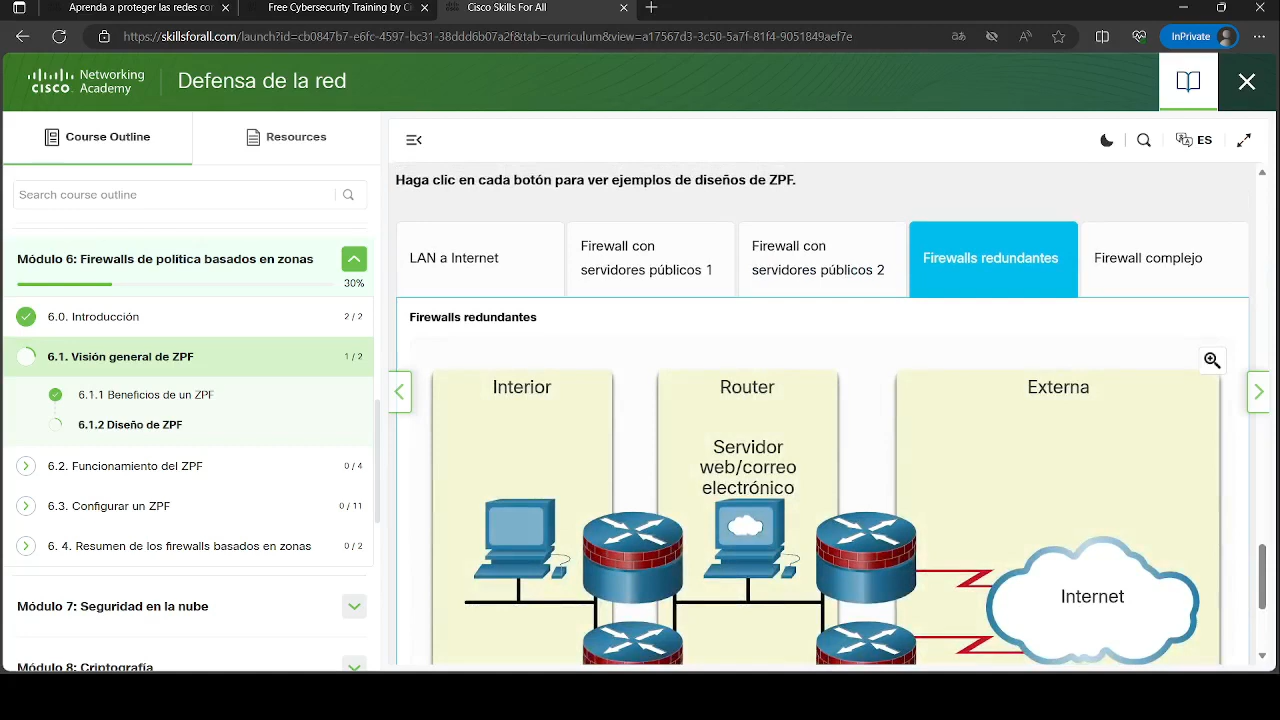 Aprenda a proteger las redes cor
Free Cybersecurity Training by Ci
Cisco Skills For All
https://skillsforall.com/launch?id=cb0847b7-e6fc-4597-bc31-38ddd6b07a2f&tab=curriculum&view=a17567d3-3c50-5a7f-81f4-9051849aef7e
InPrivate
CISCO
Networking
Academy
Defensa de la red
Course Outline
Resources
ES
Search course outline
Módulo 6: Firewalls de política basados en zonas
30%
6.0. Introducción
2 / 2
6.1. Visión general de ZPF
1 / 2
6.1.1 Beneficios de un ZPF
6.1.2 Diseño de ZPF
6.2. Funcionamiento del ZPF
0 / 4
6.3. Configurar un ZPF
0 / 11
6. 4. Resumen de los firewalls basados en zonas
0 / 2
Módulo 7: Seguridad en la nube
Módulo 8: Criptografía
Haga clic en cada botón para ver ejemplos de diseños de ZPF.
LAN a Internet
Firewall con
servidores públicos 1
Firewall con
servidores públicos 2
Firewalls redundantes
Firewall complejo
Firewalls redundantes
Interior
Router
Externa
Servidor
web/correo
electrónico
Internet